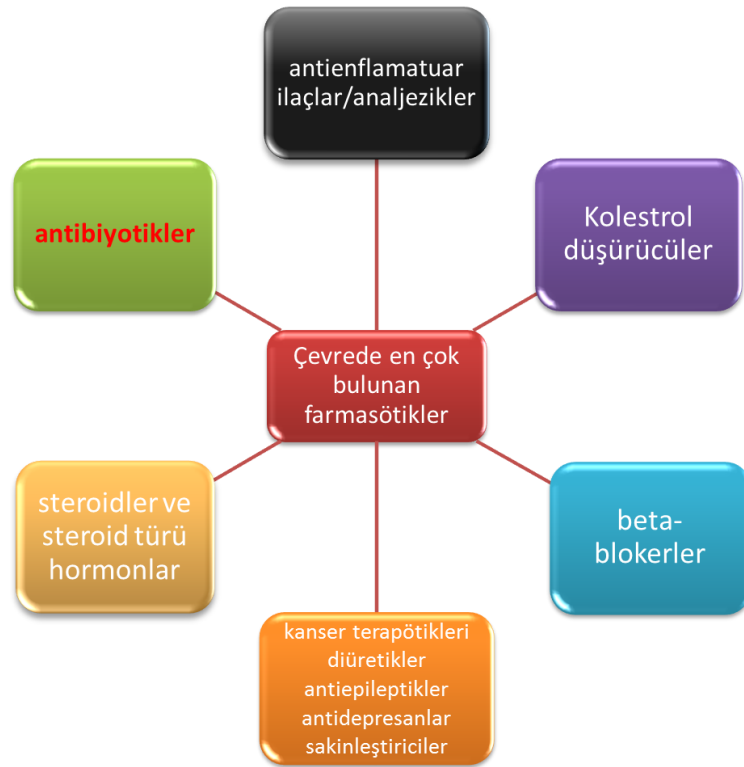 antienflamatuar
ilaçlar/analjezikler
Kolestrol
düşürücüler
beta-
blokerler
kanser terapötikleri
diüretikler
antiepileptikler
antidepresanlar
sakinleştiriciler
steroidler ve
steroid türü
hormonlar
antibiyotikler
Çevrede en çok
bulunan
farmasötikler